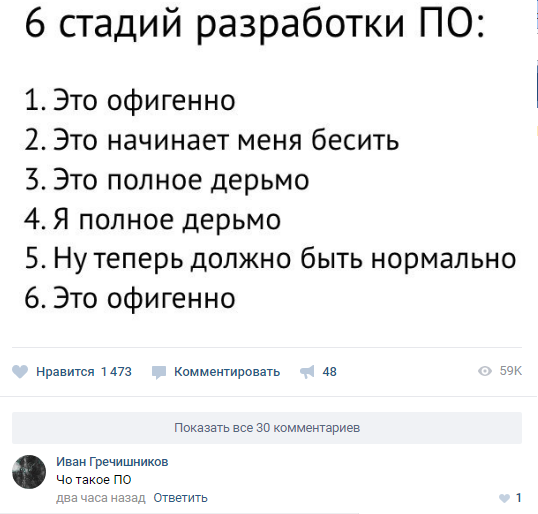 6 стадий разработки ПО:
1. Это офигенно
2. Это начинает меня бесить
3. Это полное дерьмо
4. Я полное дерьмо
5. Ну теперь должно быть нормально
6. Это офигенно
Нравится 1 473 Комментировать 48 59K
Показать все 30 комментариев
Иван Гречишников
Чо такое ПО
два часа назад Ответить 1